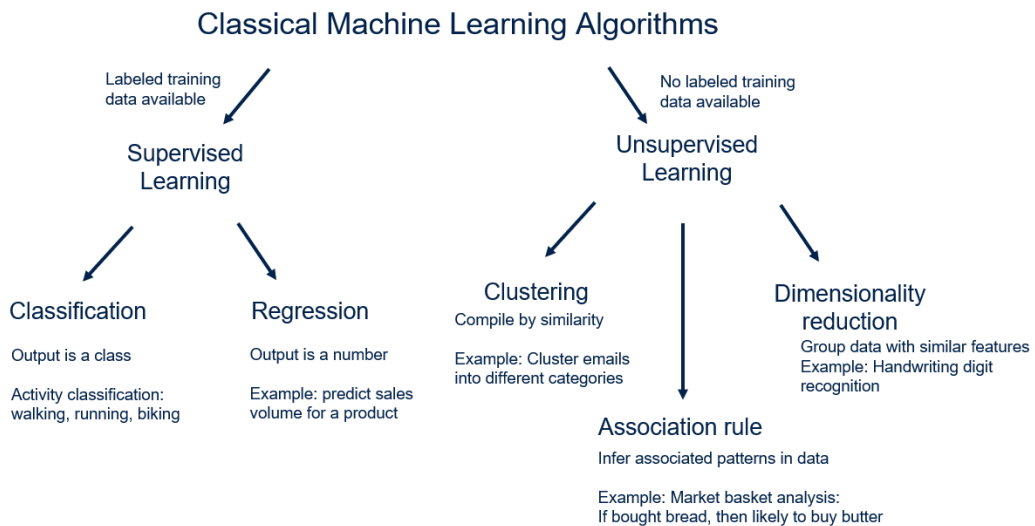 Classical Machine Learning Algorithms
Labeled training
data available
No labeled training
data available
Supervised
Learning
Unsupervised
Learning
Classification
Output is a class
Activity classification:
walking, running, biking
Regression
Output is a number
Example: predict sales
volume for a product
Clustering
Compile by similarity
Example: Cluster emails
into different categories
Association rule
Infer associated patterns in data
Example: Market basket analysis:
If bought bread, then likely to buy butter
Dimensionality
reduction
Group data with similar features
Example: Handwriting digit
recognition